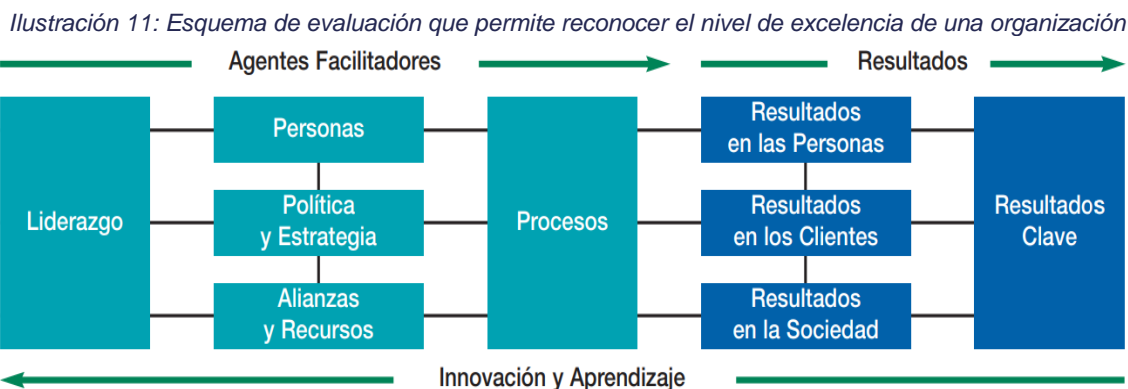 Ilustración 11: Esquema de evaluación que permite reconocer el nivel de excelencia de una organización
Agentes Facilitadores
Resultados
Liderazgo
Personas
Política
y Estrategia
Alianzas
y Recursos
Procesos
Resultados
en las Personas
Resultados
en los Clientes
Resultados
en la Sociedad
Resultados
Clave
Innovación y Aprendizaje